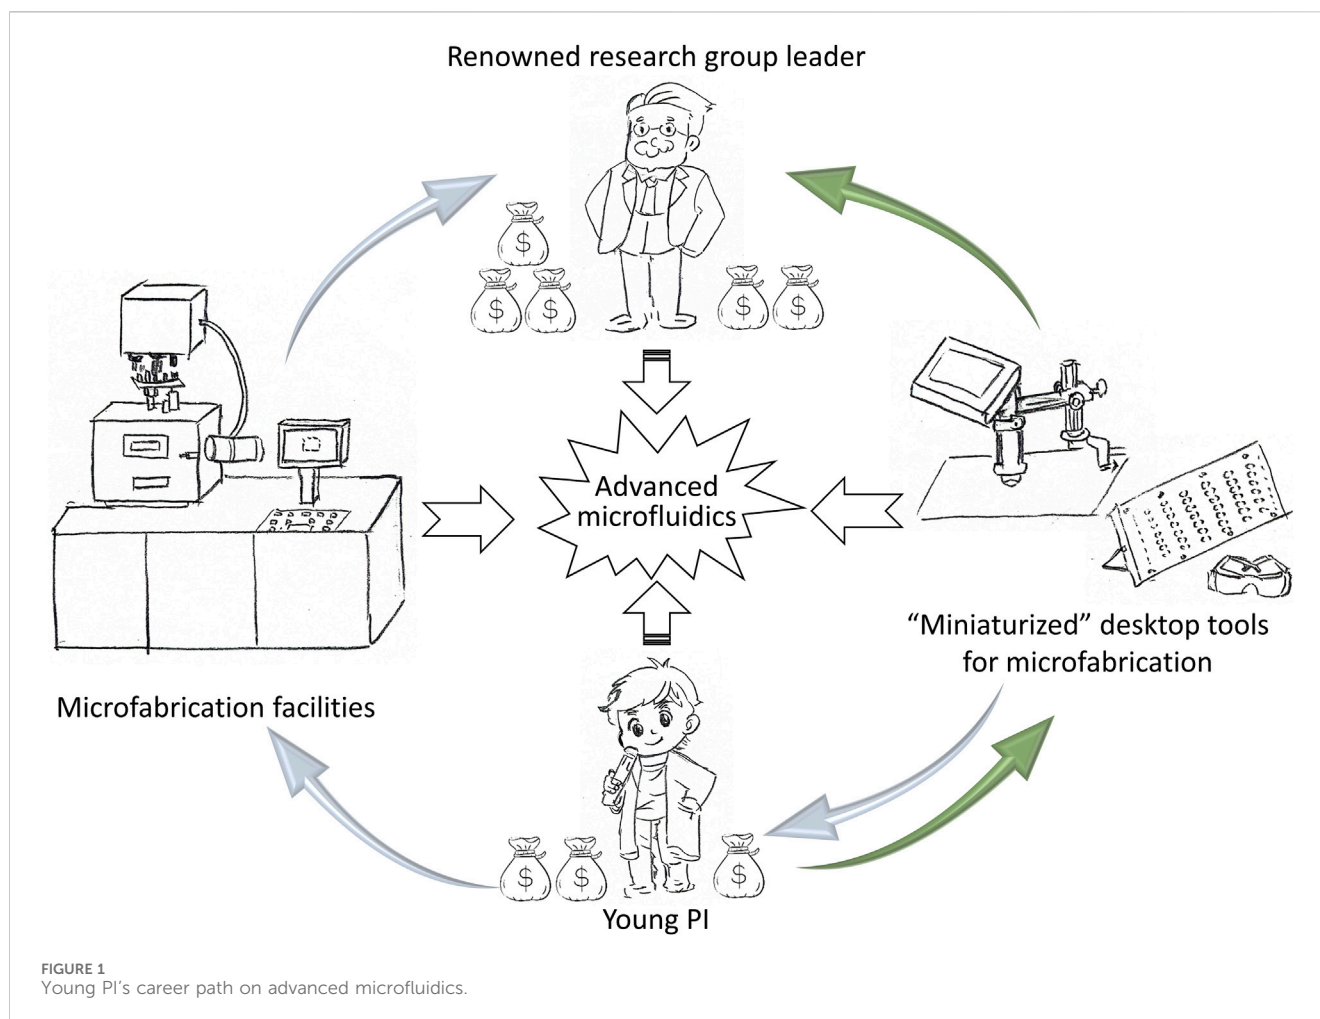 Renowned research group leader
$
$ $
$ $
Advanced
microfluidics
“Miniaturized” desktop tools
for microfabrication
Microfabrication facilities
$ $
$
Young PI
FIGURE 1
Young PI’s career path on advanced microfluidics.